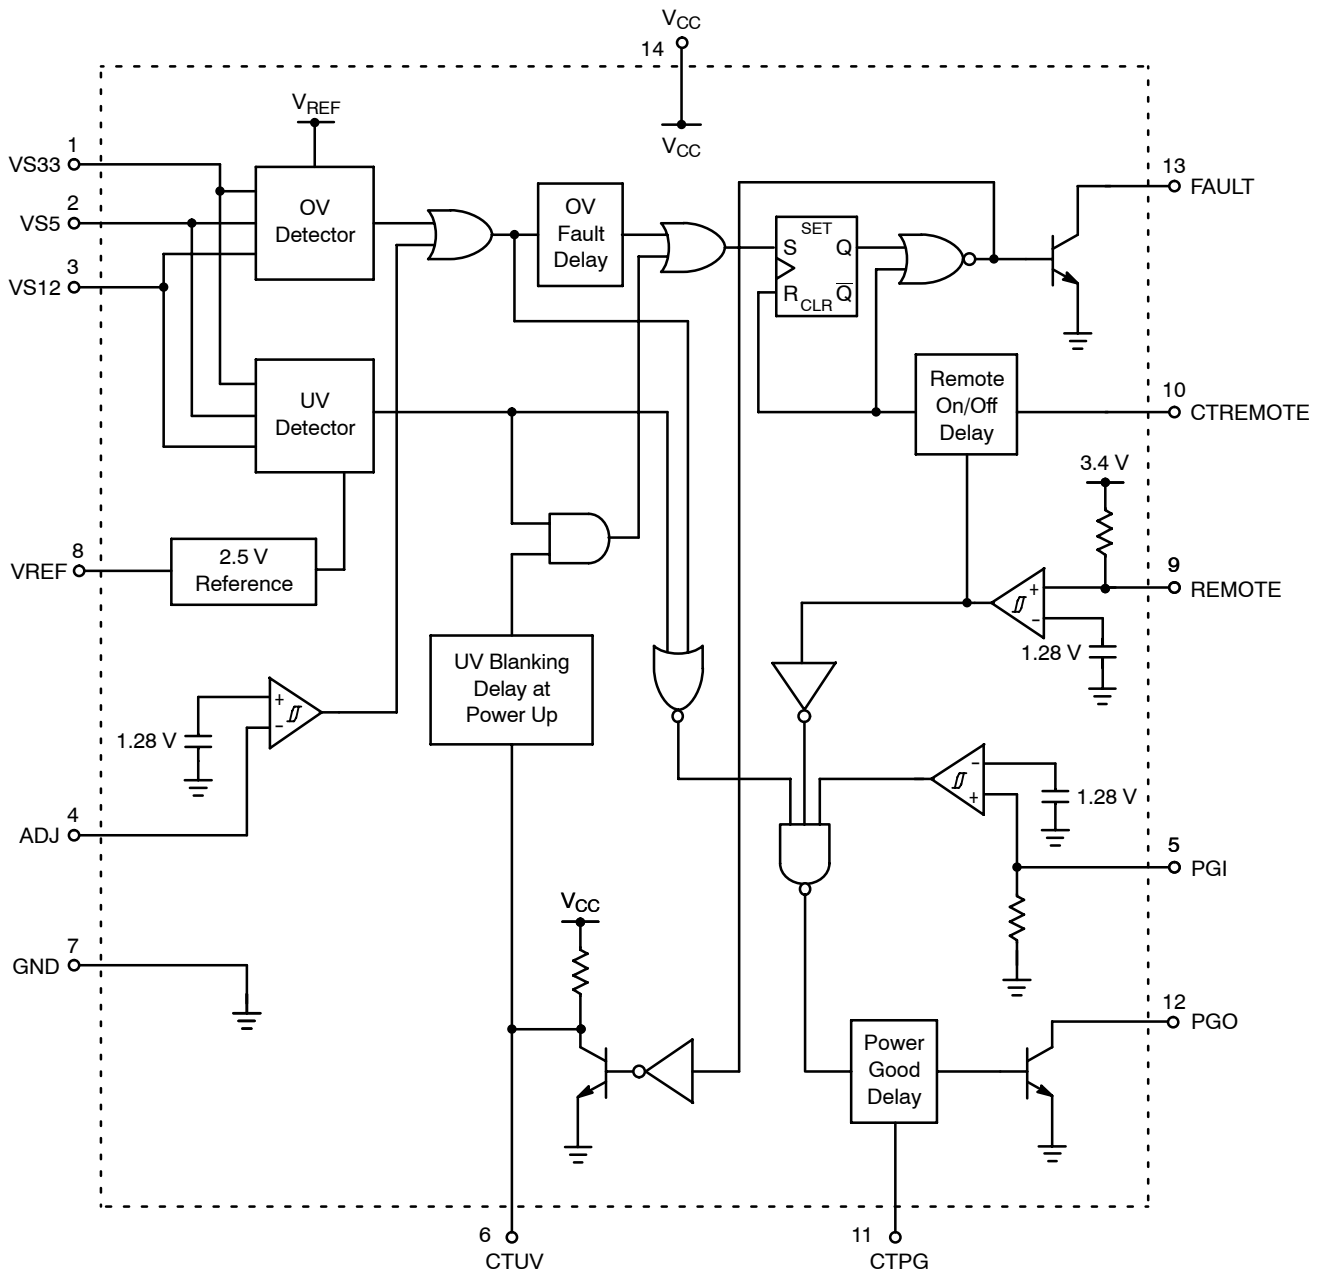 VCC
14
VCC
VREF
1
VS33
2
VS5
3
VS12
OV
Detector
OV
Fault
Delay
SET
S
Q
R
CLR
Q̅
13
FAULT
UV
Detector
Remote
On/Off
Delay
10
CTREMOTE
3.4 V
8
VREF
2.5 V
Reference
9
REMOTE
+
−
1.28 V
UV Blanking
Delay at
Power Up
+
−
1.28 V
−
+
1.28 V
4
ADJ
5
PGI
VCC
7
GND
12
PGO
Power
Good
Delay
6
CTUV
11
CTPG